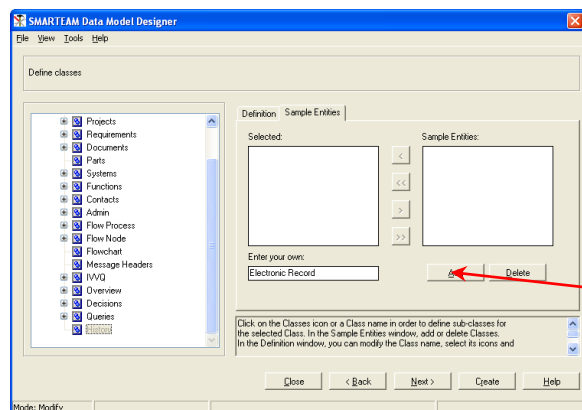 SMARTEAM Data Model Designer
File View Tools Help
Define classes
Projects
Requirements
Documents
Parts
Systems
Functions
Contacts
Admin
Flow Process
Flow Node
Flowchart
Message Headers
IVVQ
Overview
Decisions
Queries
History
Definition Sample Entities
Selected: Sample Entities:
<
<<
>
>>
Enter your own:
Electronic Record
Delete
Click on the Classes icon or a Class name in order to define sub-classes for
the selected Class. In the Sample Entities window, add or delete Classes.
In the Definition window, you can modify the Class name, select its icons and
Close < Back Next > Create Help
Mode: Modify